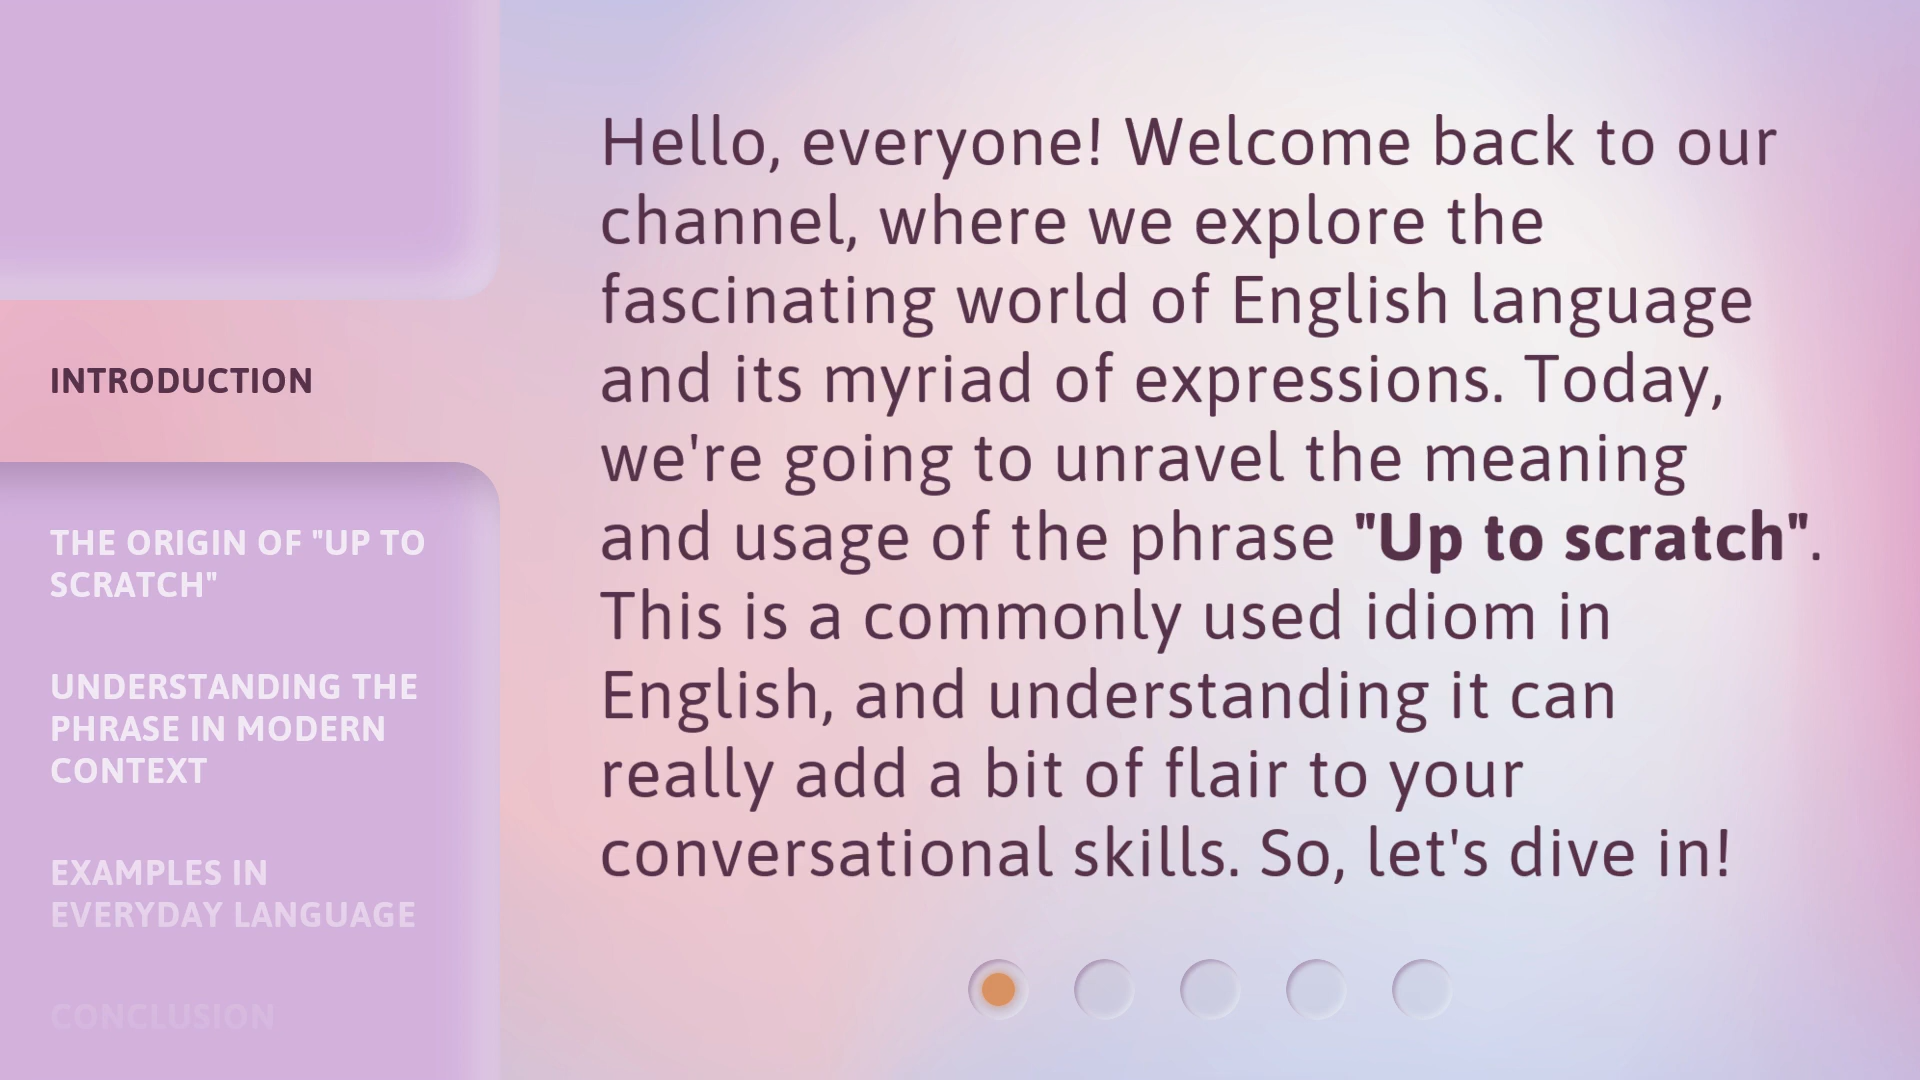 INTRODUCTION
THE ORIGIN OF "UP TO
SCRATCH"
UNDERSTANDING THE
PHRASE IN MODERN
CONTEXT
EXAMPLES IN
EVERYDAY LANGUAGE
CONCLUSION
Hello, everyone! Welcome back to our
channel, where we explore the
fascinating world of English language
and its myriad of expressions. Today,
we're going to unravel the meaning
and usage of the phrase "Up to scratch".
This is a commonly used idiom in
English, and understanding it can
really add a bit of flair to your
conversational skills. So, let's dive in!